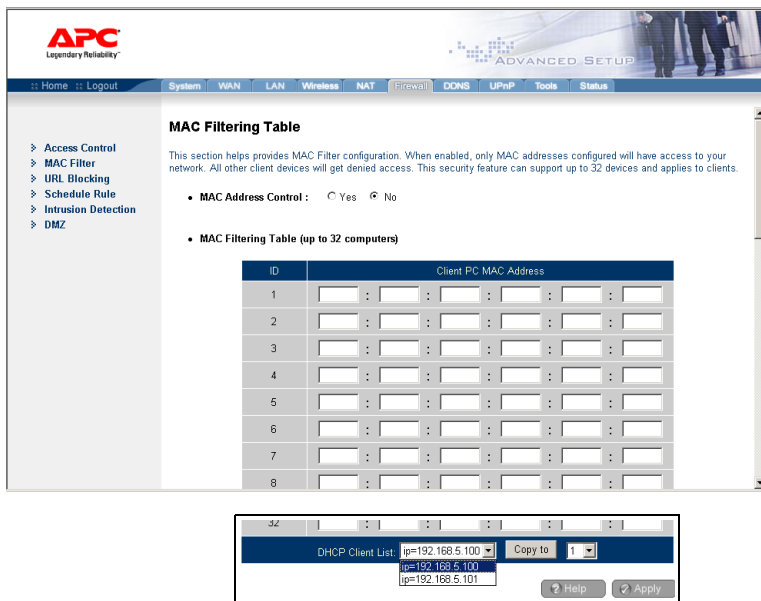 APC
Legendary Reliability™
ADVANCED SETUP
:: Home :: Logout
System WAN LAN Wireless NAT Firewall DDNS UPnP Tools Status
Access Control
MAC Filter
URL Blocking
Schedule Rule
Intrusion Detection
DMZ
MAC Filtering Table
This section helps provides MAC Filter configuration. When enabled, only MAC addresses configured will have access to your
network. All other client devices will get denied access. This security feature can support up to 32 devices and applies to clients.
• MAC Address Control : Yes No
• MAC Filtering Table (up to 32 computers)
ID Client PC MAC Address
1 : : : : :
2 : : : : :
3 : : : : :
4 : : : : :
5 : : : : :
6 : : : : :
7 : : : : :
8 : : : : :
32 : : : : :
DHCP Client List: ip=192.168.5.100 Copy to 1
ip=192.168.5.100
ip=192.168.5.101
Help Apply